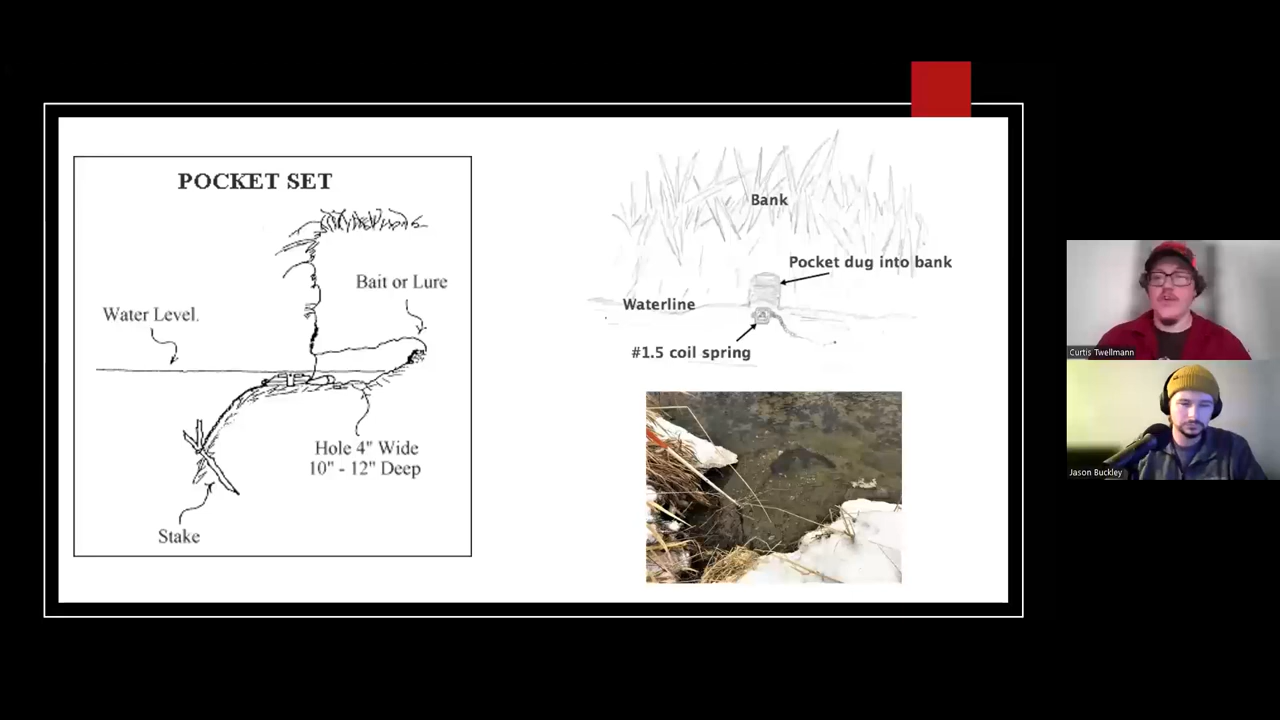 POCKET SET
Bait or Lure
Water Level.
Hole 4" Wide
10" - 12" Deep
Stake
Bank
Pocket dug into bank
Waterline
#1.5 coil spring
Curtis Twellmann
Jason Buckley